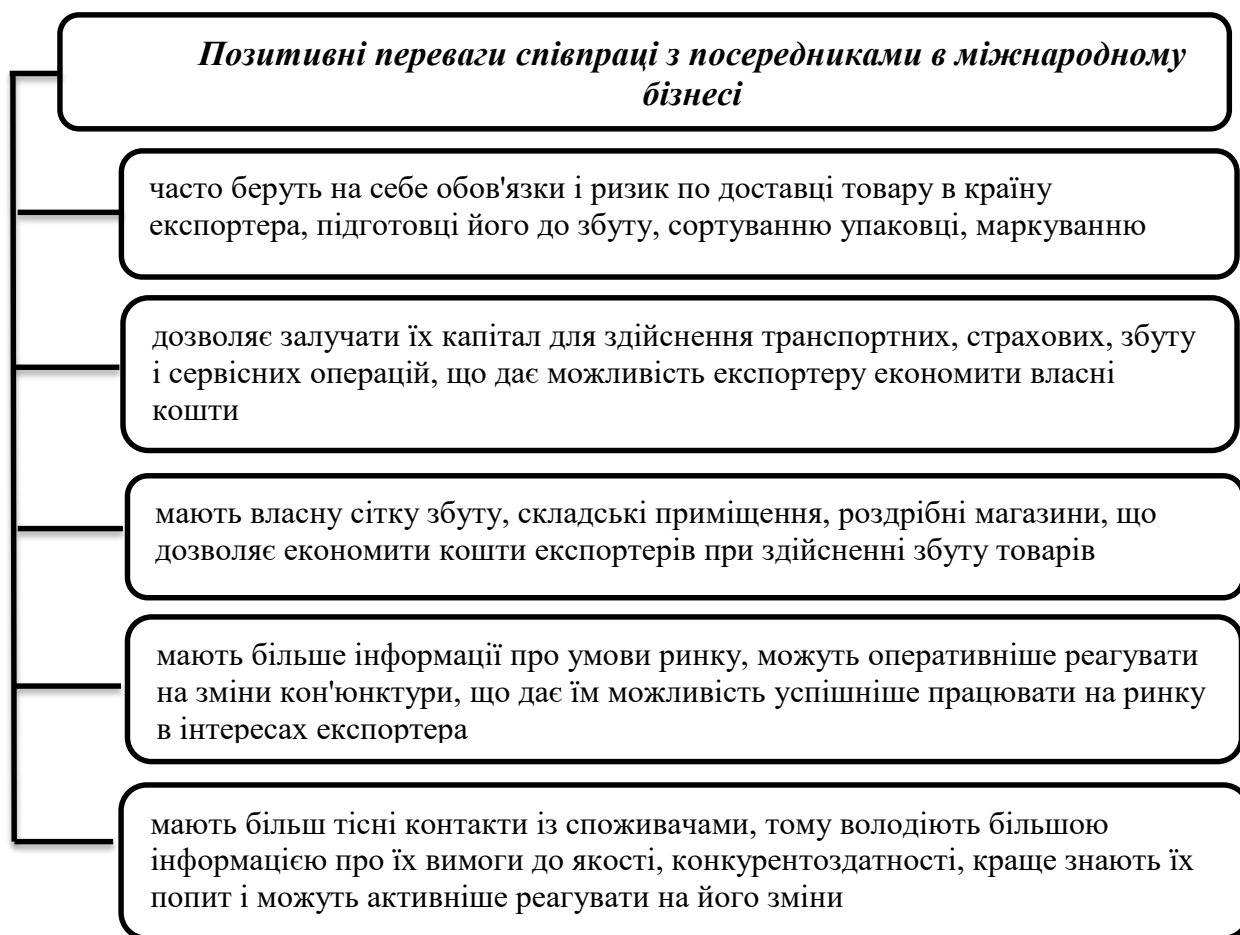 Позитивні переваги співпраці з посередниками в міжнародному
бізнесі
часто беруть на себе обов'язки і ризик по доставці товару в країну
експортера, підготовці його до збуту, сортуванню упаковці, маркуванню
дозволяє залучати їх капітал для здійснення транспортних, страхових, збуту
і сервісних операцій, що дає можливість експортеру економити власні
кошти
мають власну сітку збуту, складські приміщення, роздрібні магазини, що
дозволяє економити кошти експортерів при здійсненні збуту товарів
мають більше інформації про умови ринку, можуть оперативніше реагувати
на зміни кон'юнктури, що дає їм можливість успішніше працювати на ринку
в інтересах експортера
мають більш тісні контакти із споживачами, тому володіють більшою
інформацією про їх вимоги до якості, конкурентоздатності, краще знають їх
попит і можуть активніше реагувати на його зміни